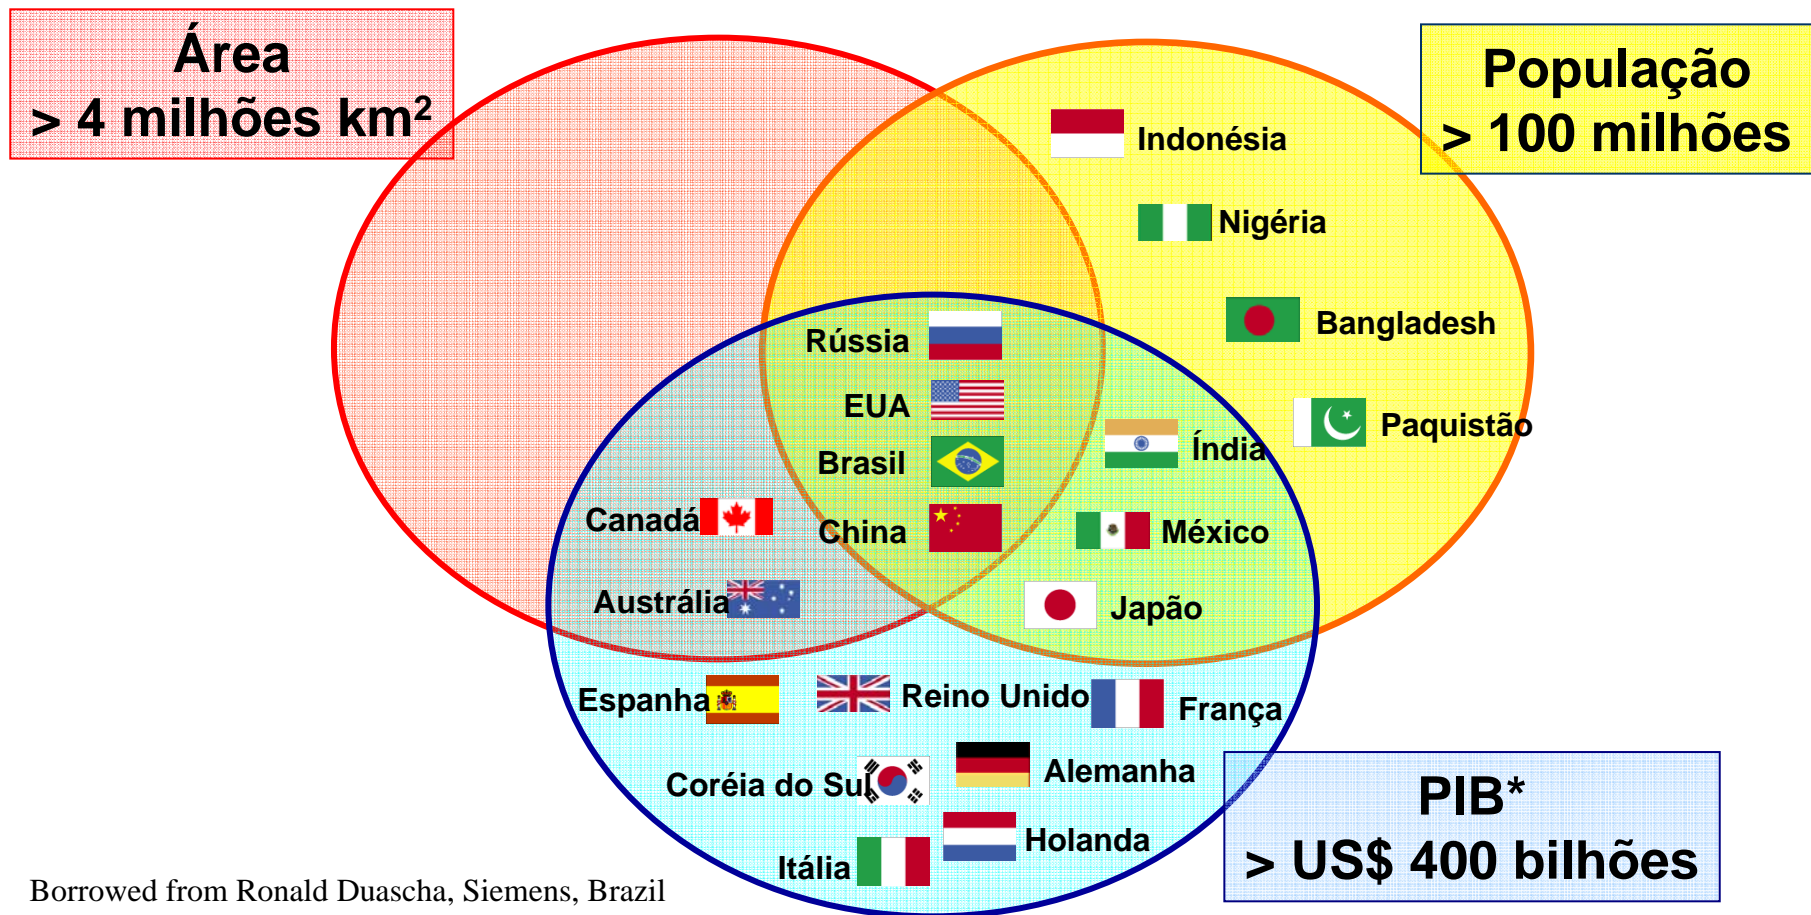 Área
> 4 milhões km²
População
> 100 milhões
Indonésia
Nigéria
Bangladesh
Rússia
EUA
Paquistão
Índia
Brasil
Canadá
China
México
Austrália
Japão
Espanha
Reino Unido
França
Coréia do Sul
Alemanha
Holanda
Itália
PIB*
> US$ 400 bilhões
Borrowed from Ronald Duascha, Siemens, Brazil